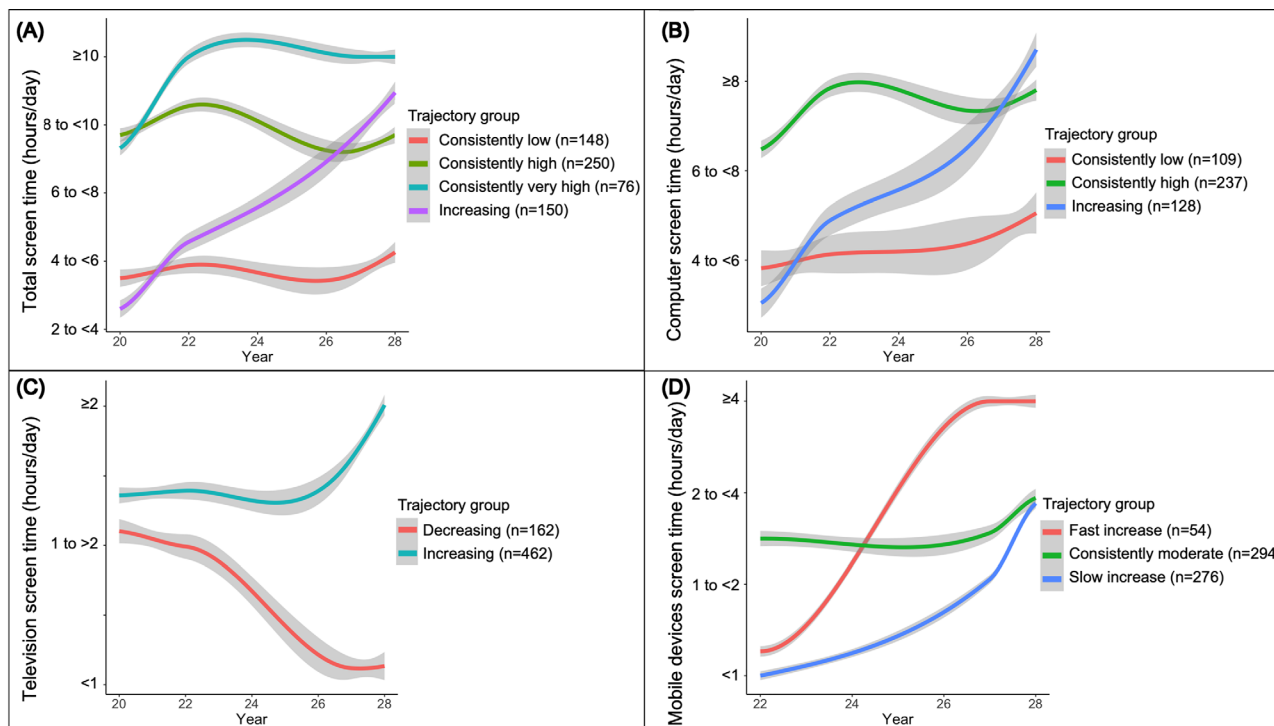 (A)
Total screen time (hours/day)
≥10
8 to <10
6 to <8
4 to <6
2 to <4
20 22 24 26 28
Year
Trajectory group
Consistently low (n=148)
Consistently high (n=250)
Consistently very high (n=76)
Increasing (n=150)
(B)
Computer screen time (hours/day)
≥8
6 to <8
4 to <6
20 22 24 26 28
Year
Trajectory group
Consistently low (n=109)
Consistently high (n=237)
Increasing (n=128)
(C)
Television screen time (hours/day)
≥2
1 to >2
<1
20 22 24 26 28
Year
Trajectory group
Decreasing (n=162)
Increasing (n=462)
(D)
Mobile devices screen time (hours/day)
≥4
2 to <4
1 to <2
<1
22 24 26 28
Year
Trajectory group
Fast increase (n=54)
Consistently moderate (n=294)
Slow increase (n=276)